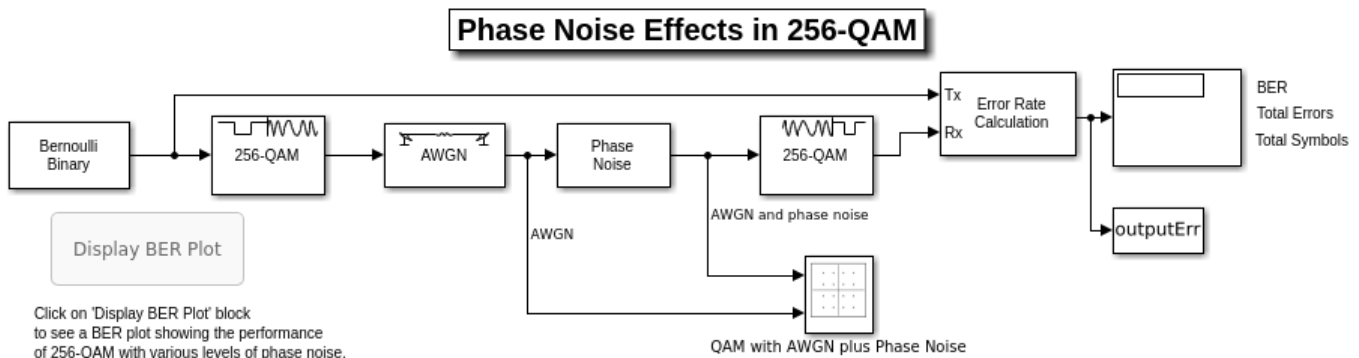 Phase Noise Effects in 256-QAM
Tx
Error Rate
Calculation
Rx
BER
Total Errors
Total Symbols
Bernoulli
Binary
256-QAM
AWGN
Phase
Noise
256-QAM
AWGN and phase noise
AWGN
outputErr
Display BER Plot
Click on 'Display BER Plot' block
to see a BER plot showing the performance
of 256-QAM with various levels of phase noise.
QAM with AWGN plus Phase Noise